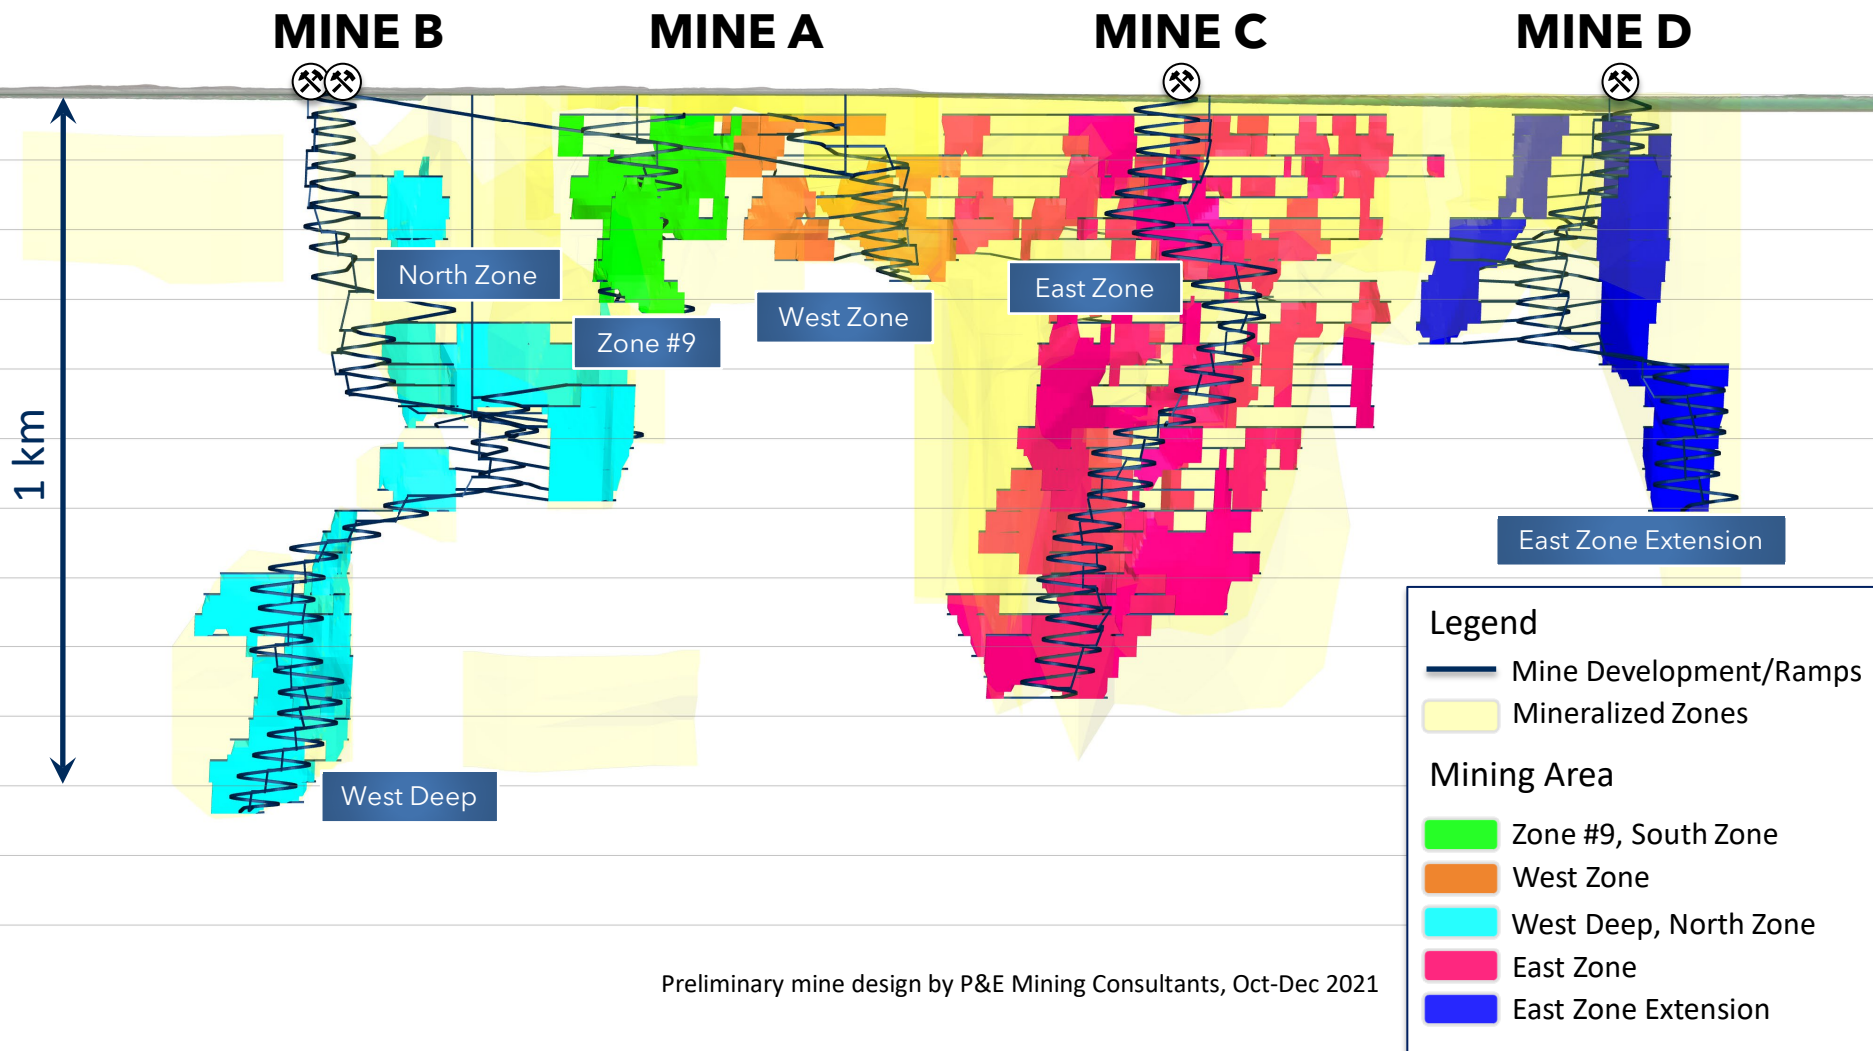 MINE B
MINE A
MINE C
MINE D
1 km
North Zone
Zone #9
West Zone
East Zone
East Zone Extension
West Deep
Legend
Mine Development/Ramps
Mineralized Zones
Mining Area
Zone #9, South Zone
West Zone
West Deep, North Zone
East Zone
East Zone Extension
Preliminary mine design by P&E Mining Consultants, Oct-Dec 2021